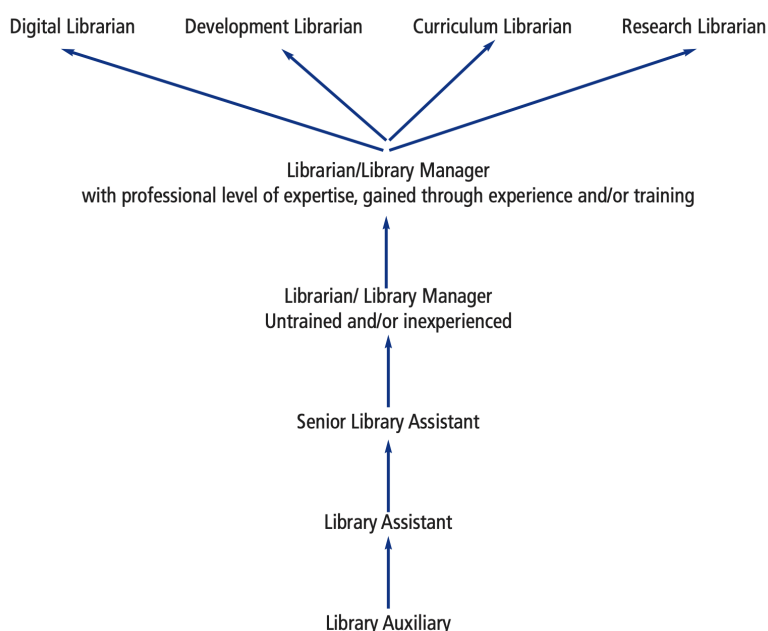 Digital Librarian
Development Librarian
Curriculum Librarian
Research Librarian
Librarian/Library Manager
with professional level of expertise, gained through experience and/or training
Librarian/ Library Manager
Untrained and/or inexperienced
Senior Library Assistant
Library Assistant
Library Auxiliary